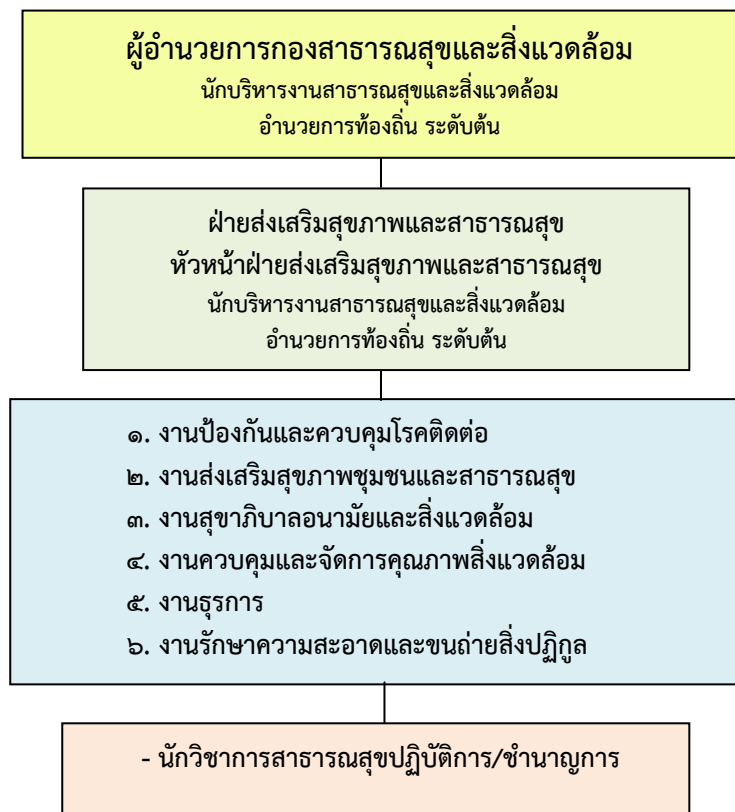 ผู้อำนวยการกองสาธารณสุขและสิ่งแวดล้อม
นักบริหารงานสาธารณสุขและสิ่งแวดล้อม
อำนวยการท้องถิ่น ระดับต้น
ฝ่ายส่งเสริมสุขภาพและสาธารณสุข
หัวหน้าฝ่ายส่งเสริมสุขภาพและสาธารณสุข
นักบริหารงานสาธารณสุขและสิ่งแวดล้อม
อำนวยการท้องถิ่น ระดับต้น
๑. งานป้องกันและควบคุมโรคติดต่อ
๒. งานส่งเสริมสุขภาพชุมชนและสาธารณสุข
๓. งานสุขาภิบาลอนามัยและสิ่งแวดล้อม
๔. งานควบคุมและจัดการคุณภาพสิ่งแวดล้อม
๕. งานธุรการ
๖. งานรักษาความสะอาดและขนถ่ายสิ่งปฏิกูล
- นักวิชาการสาธารณสุขปฏิบัติการ/ชำนาญการ